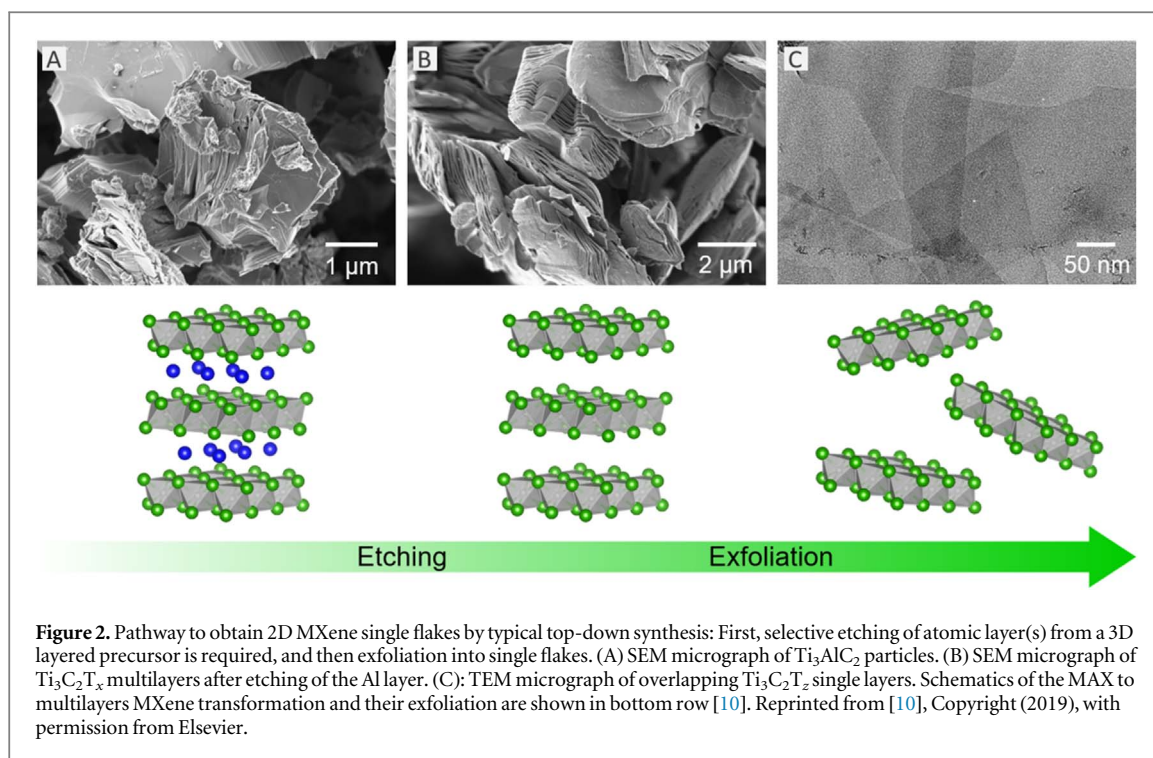 A
B
C
1 µm
2 µm
50 nm
Etching
Exfoliation
Figure 2. Pathway to obtain 2D MXene single flakes by typical top-down synthesis: First, selective etching of atomic layer(s) from a 3D
layered precursor is required, and then exfoliation into single flakes. (A) SEM micrograph of Ti₃AlC₂ particles. (B) SEM micrograph of
Ti₃C₂Tₓ multilayers after etching of the Al layer. (C): TEM micrograph of overlapping Ti₃C₂T_z single layers. Schematics of the MAX to
multilayers MXene transformation and their exfoliation are shown in bottom row [10]. Reprinted from [10], Copyright (2019), with
permission from Elsevier.